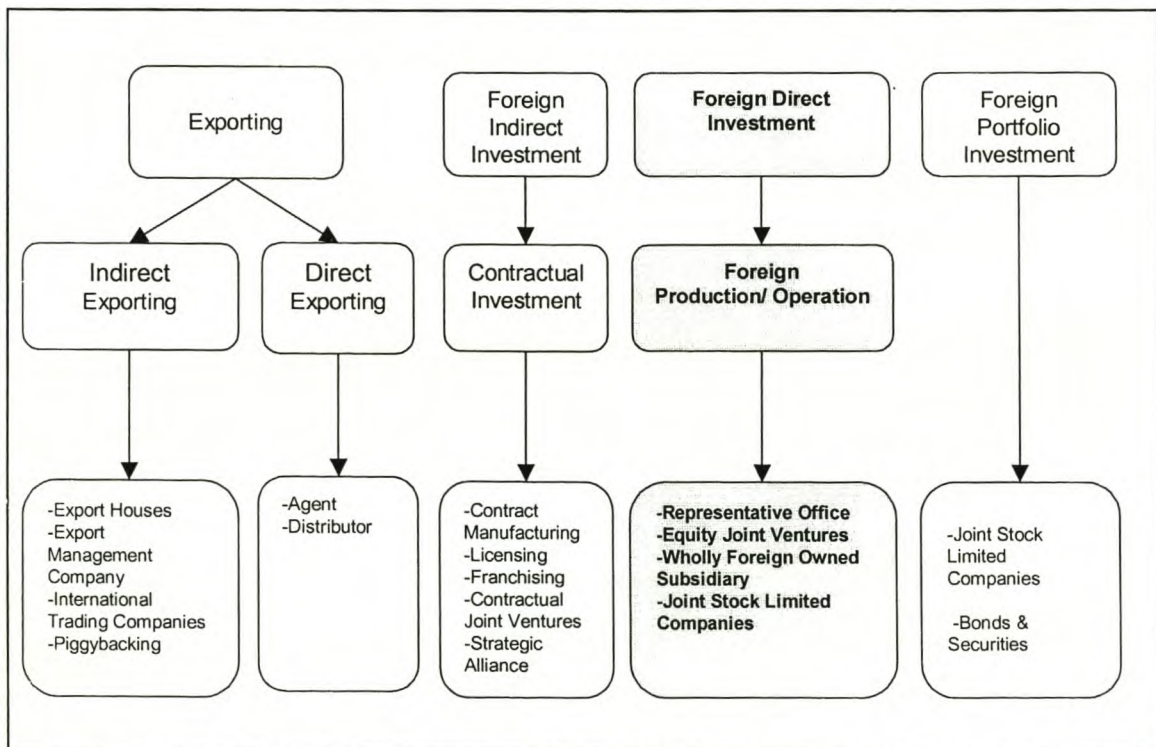 Exporting
Foreign
Indirect
Investment
Foreign Direct
Investment
Foreign
Portfolio
Investment
Indirect
Exporting
Direct
Exporting
Contractual
Investment
Foreign
Production/ Operation
-Export Houses
-Export
Management
Company
-International
Trading Companies
-Piggybacking
-Agent
-Distributor
-Contract
Manufacturing
-Licensing
-Franchising
-Contractual
Joint Ventures
-Strategic
Alliance
-Representative Office
-Equity Joint Ventures
-Wholly Foreign Owned
Subsidiary
-Joint Stock Limited
Companies
-Joint Stock
Limited
Companies
-Bonds &
Securities